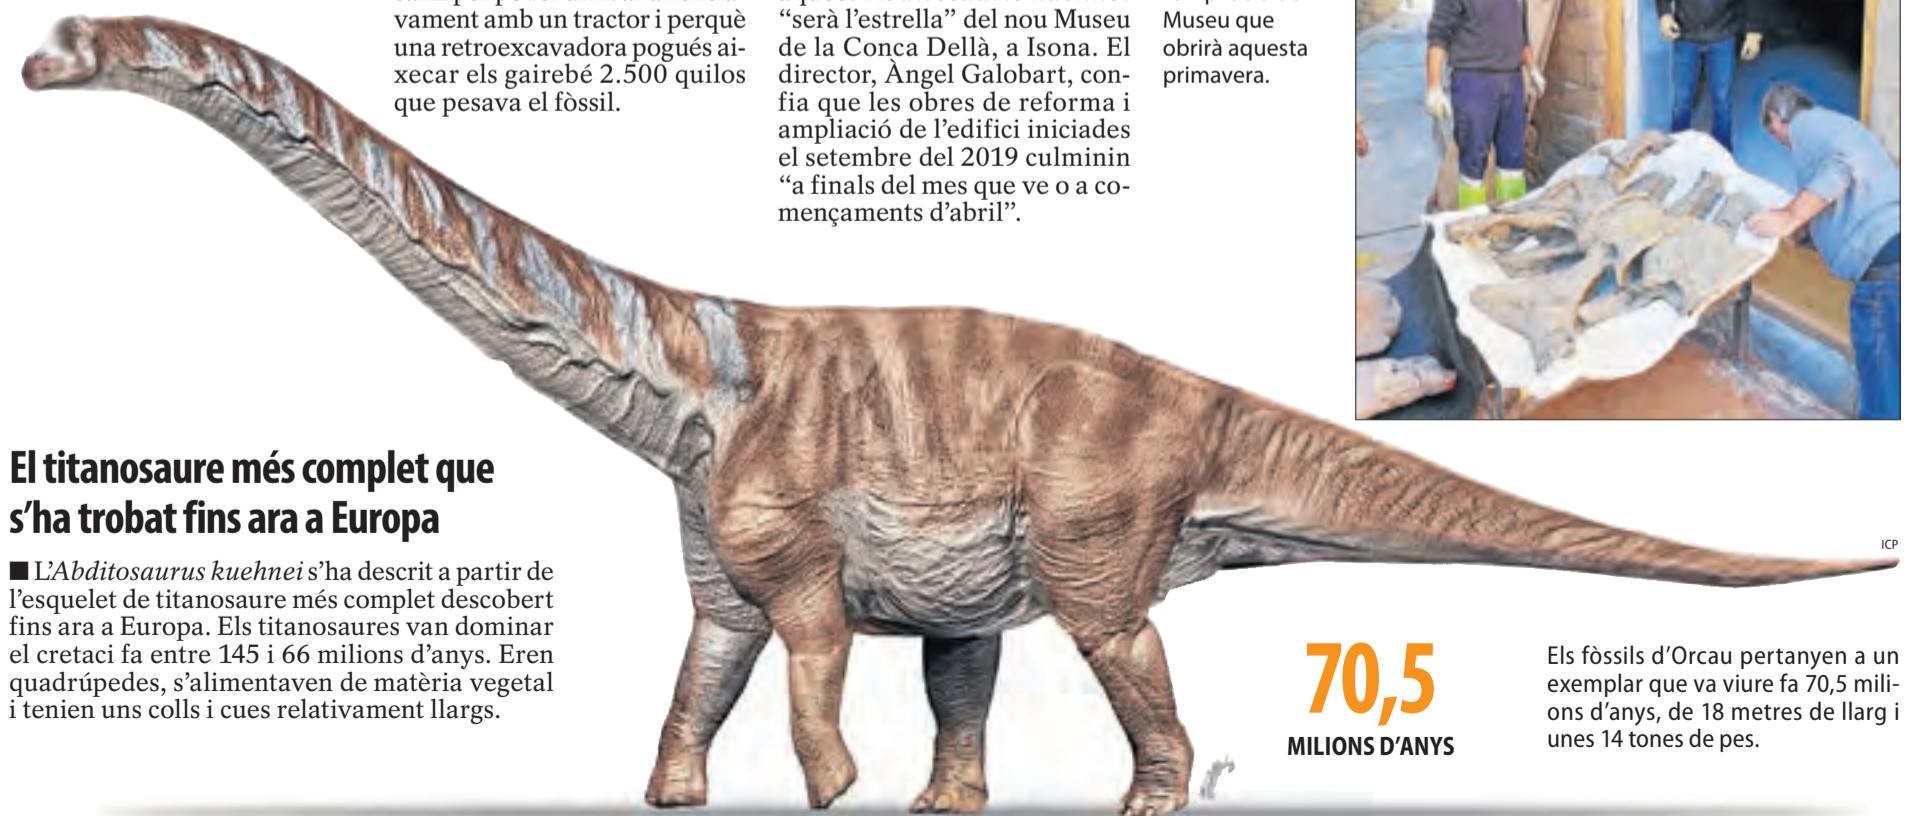 vament amb un tractor i perquè
una retroexcavadora pogués ai-
xecar els gairebé 2.500 quilos
que pesava el fòssil.
“serà l’estrella” del nou Museu
de la Conca Dellà, a Isona. El
director, Àngel Galobart, con-
fia que les obres de reforma i
ampliació de l’edifici iniciades
el setembre del 2019 culminin
“a finals del mes que ve o a co-
mençaments d’abril”.
Museu que
obrirà aquesta
primavera.
El titanosaure més complet que
s’ha trobat fins ara a Europa
■ L’Abditosaurus kuehnei s’ha descrit a partir de
l’esquelet de titanosaure més complet descobert
fins ara a Europa. Els titanosaures van dominar
el cretaci fa entre 145 i 66 milions d’anys. Eren
quadrúpedes, s’alimentaven de matèria vegetal
i tenien uns colls i cues relativament llargs.
ICP
70,5
MILIONS D’ANYS
Els fòssils d’Orcau pertanyen a un
exemplar que va viure fa 70,5 mili-
ons d’anys, de 18 metres de llarg i
unes 14 tones de pes.